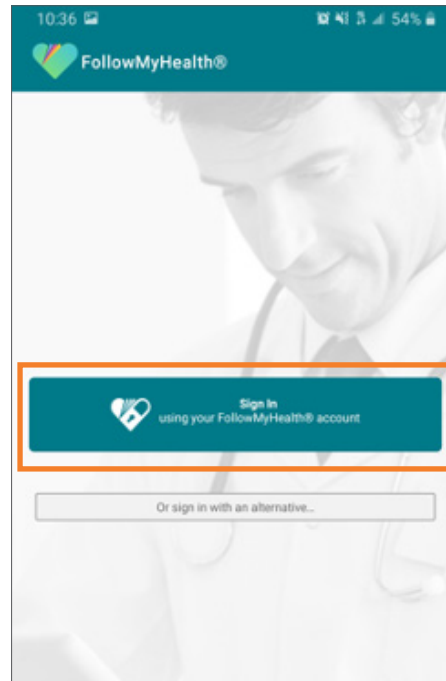 10:36 54%
FollowMyHealth®
Sign In
using your FollowMyHealth® account
Or sign in with an alternative...